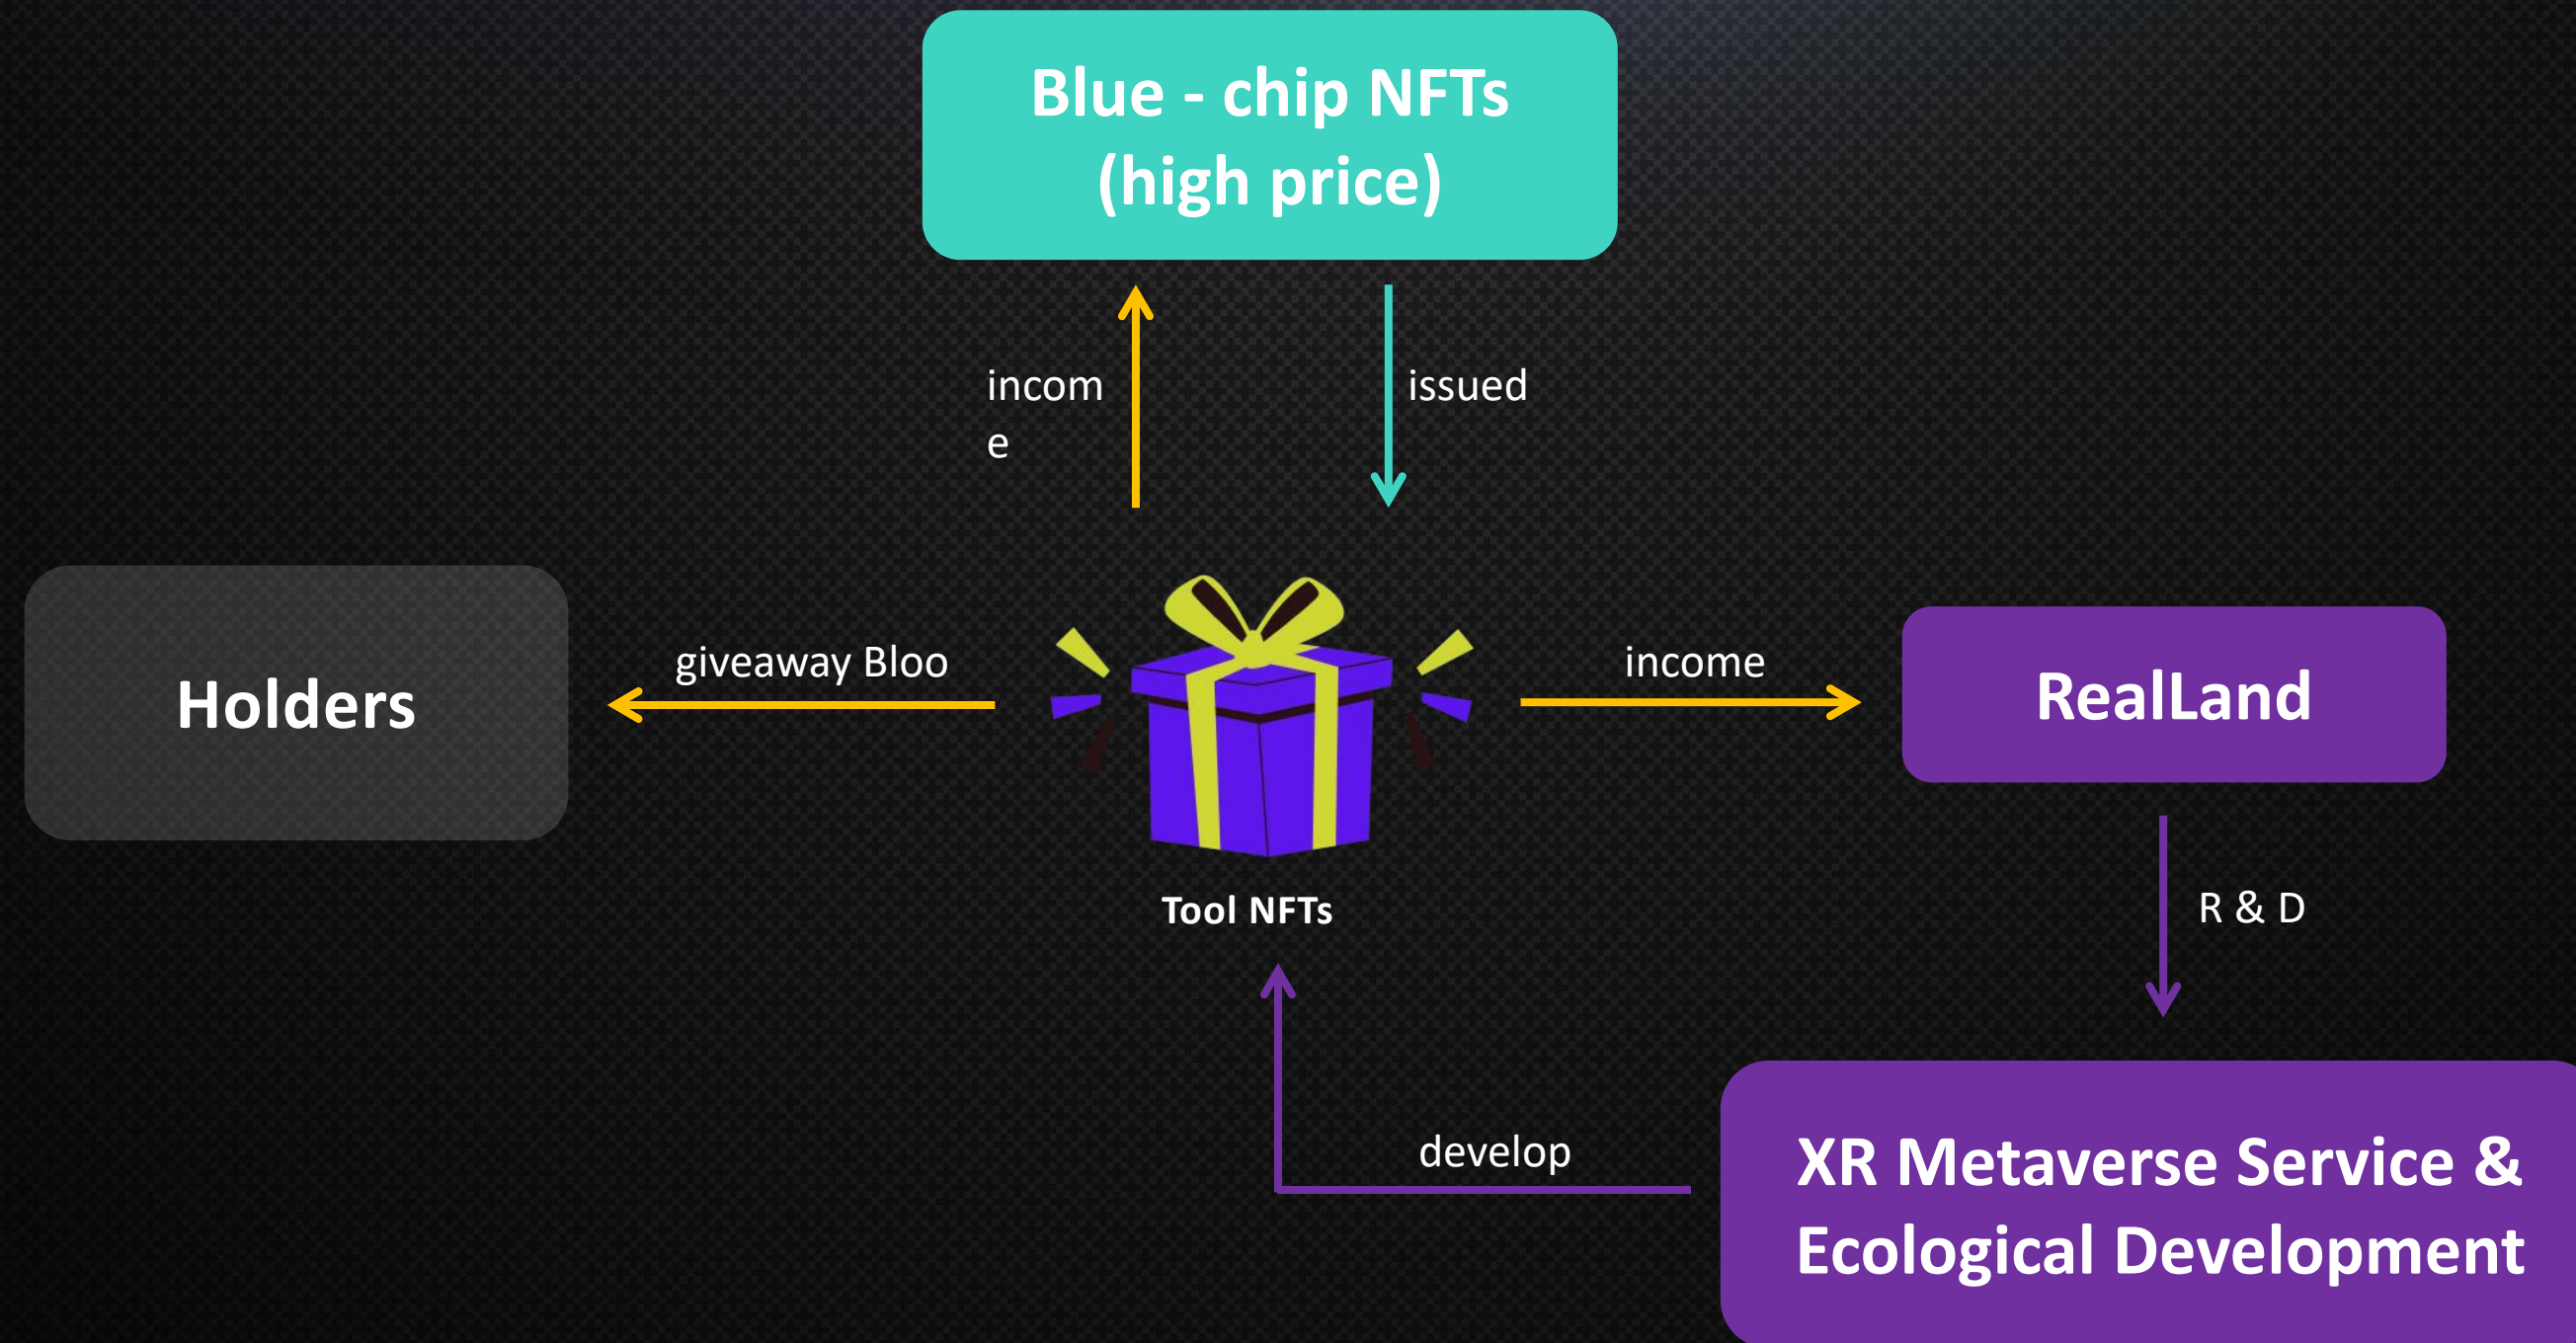 Blue - chip NFTs
(high price)
incom
e
issued
Holders
giveaway Bloo
income
RealLand
Tool NFTs
R & D
develop
XR Metaverse Service &
Ecological Development